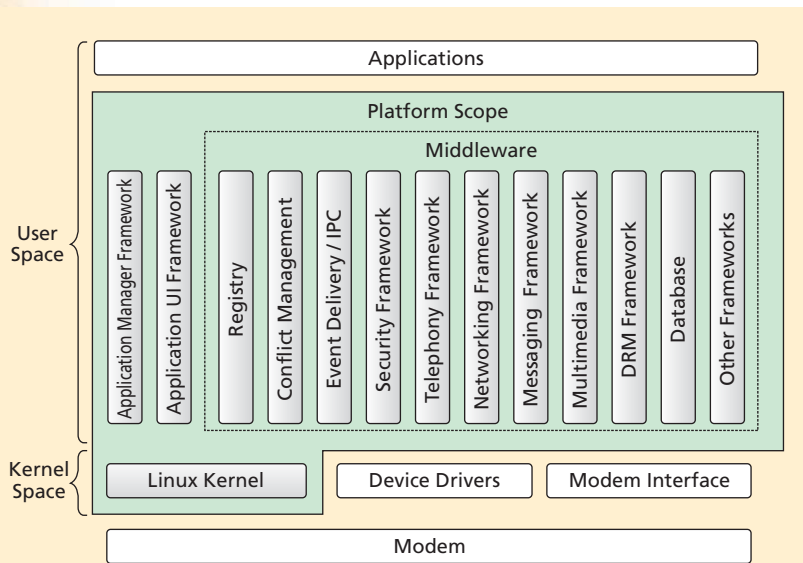 Applications
Platform Scope
Middleware
User
Space
Application Manager Framework
Application UI Framework
Registry
Conflict Management
Event Delivery / IPC
Security Framework
Telephony Framework
Networking Framework
Messaging Framework
Multimedia Framework
DRM Framework
Database
Other Frameworks
Kernel
Space
Linux Kernel
Device Drivers
Modem Interface
Modem